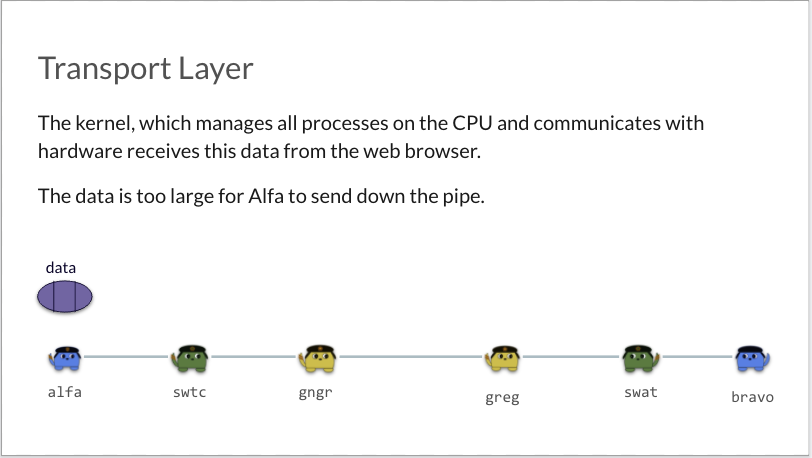 Transport Layer
The kernel, which manages all processes on the CPU and communicates with
hardware receives this data from the web browser.
The data is too large for Alfa to send down the pipe.
data
alfa
swtc
gngr
greg
swat
bravo